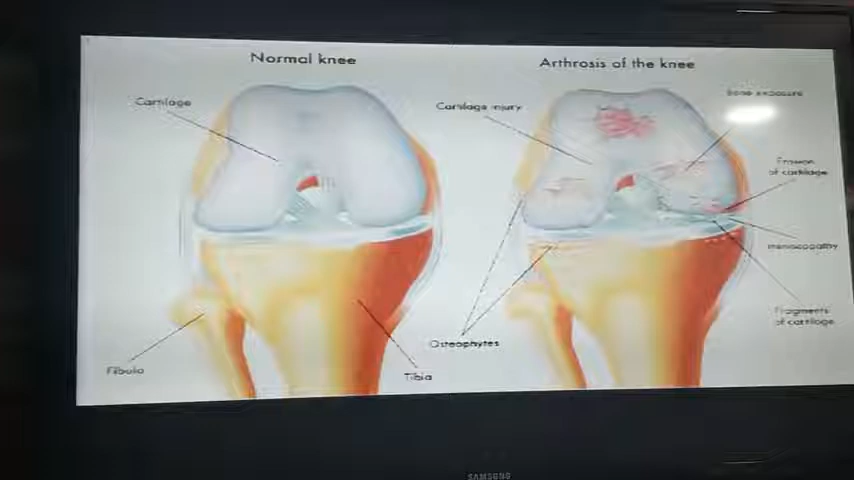 Normal knee
Arthrosis of the knee
Cartilage
Cartilage injury
Bone exposure
Erosion
of cartilage
meniscopathy
Fragments
of cartilage
Osteophytes
Fibula
Tibia
SAMSUNG